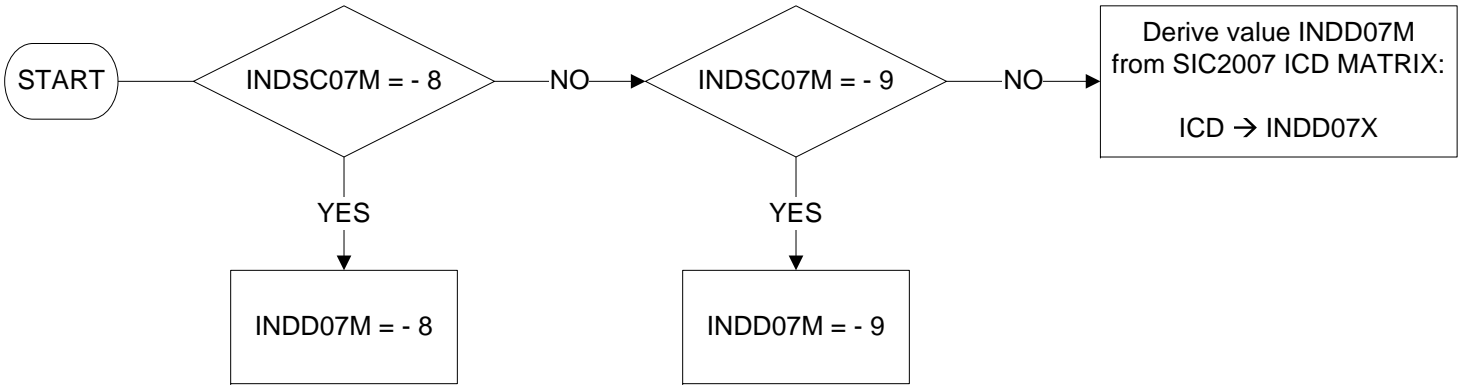 START
INDSC07M = - 8
NO
INDSC07M = - 9
NO
Derive value INDD07M
from SIC2007 ICD MATRIX:
ICD → INDD07X
YES
YES
INDD07M = - 8
INDD07M = - 9